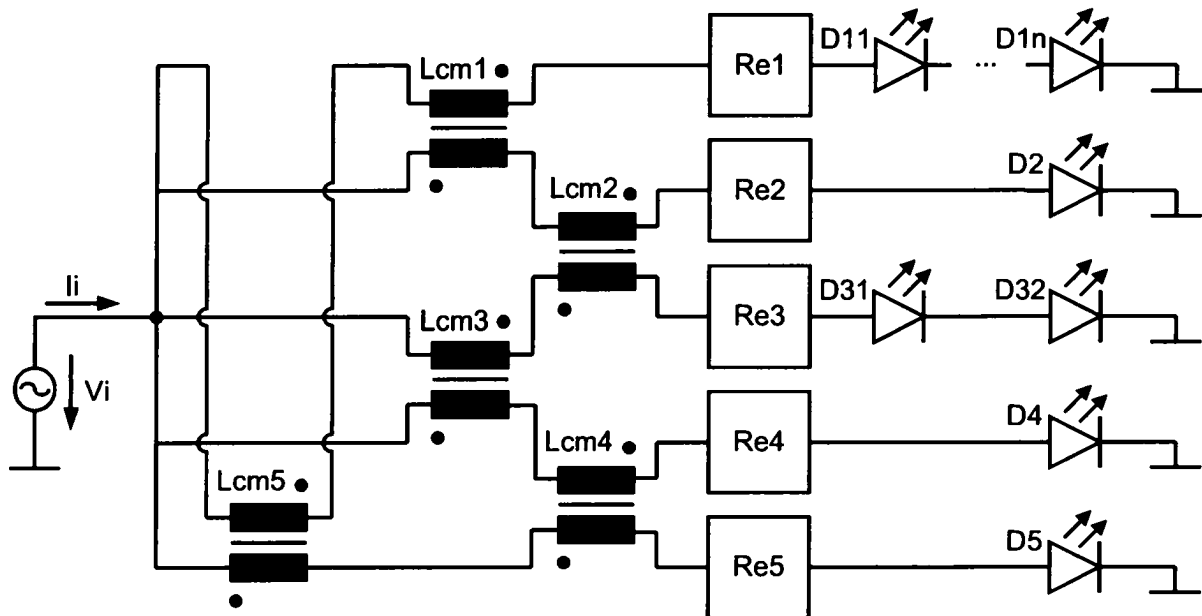 D11
D1n
Lcm1
Re1
...
D2
Lcm2
Re2
Ii
D31
D32
Lcm3
Re3
Vi
D4
Lcm4
Re4
Lcm5
D5
Re5